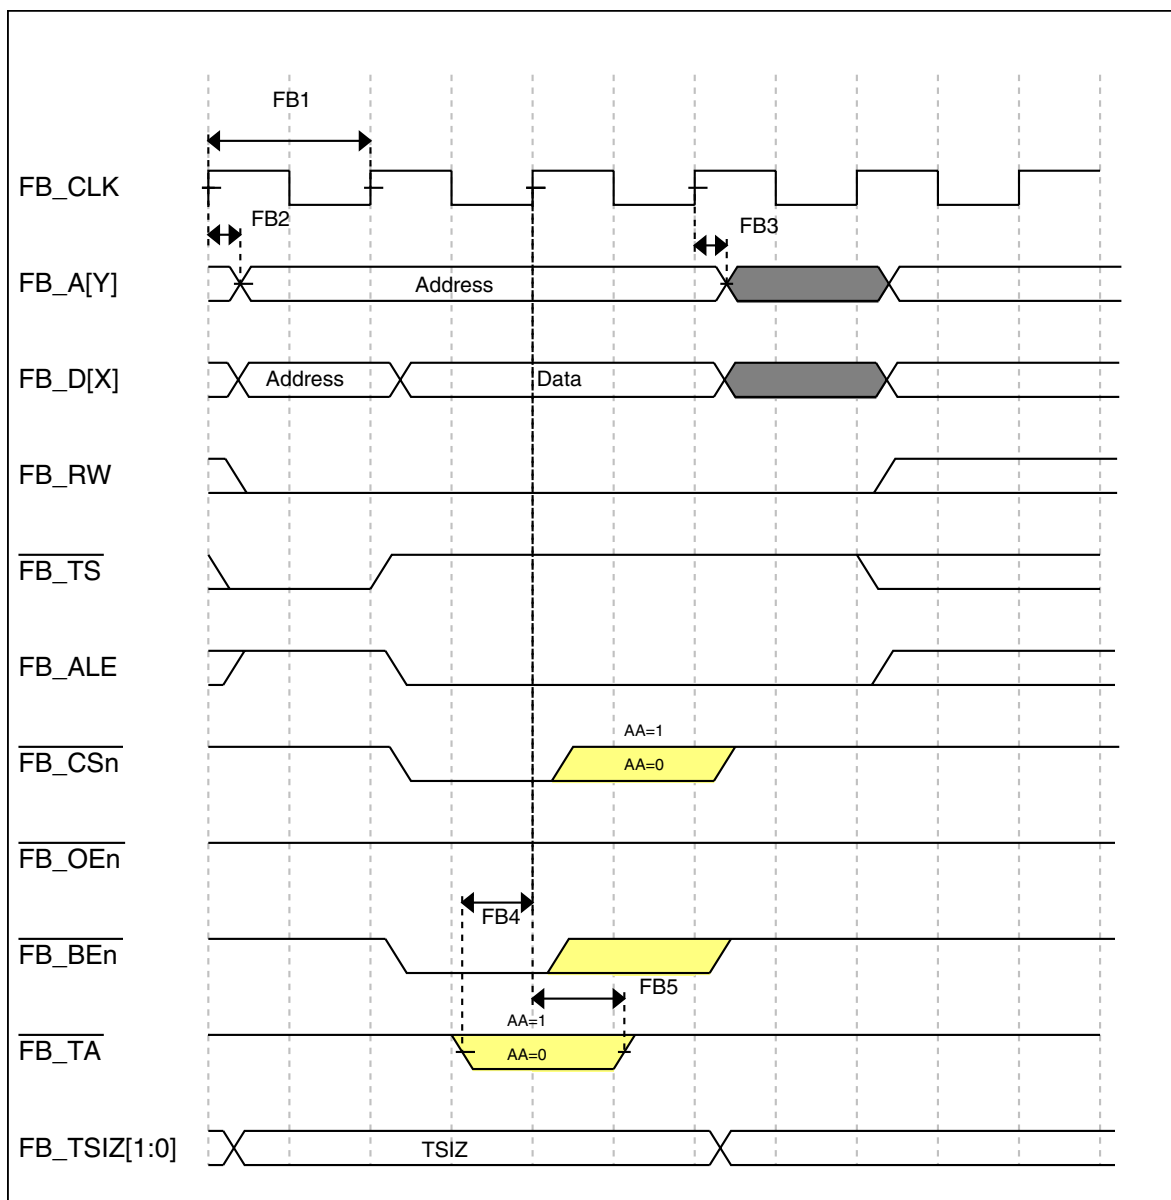 FB1
FB_CLK
FB2
FB3
FB_A[Y]
Address
FB_D[X]
Address
Data
FB_RW
FB_TS
FB_ALE
AA=1
FB_CSn
AA=0
FB_OEn
FB4
FB_BEn
FB5
AA=1
FB_TA
AA=0
FB_TSIZ[1:0]
TSIZ